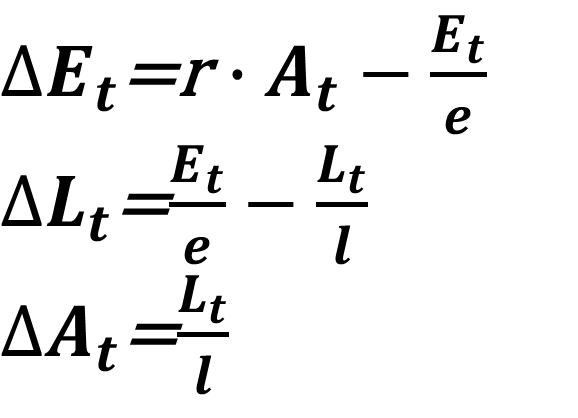 ΔE_t=r· A_t − E_t/e
ΔL_t=E_t/e − L_t/l
ΔA_t=L_t/l